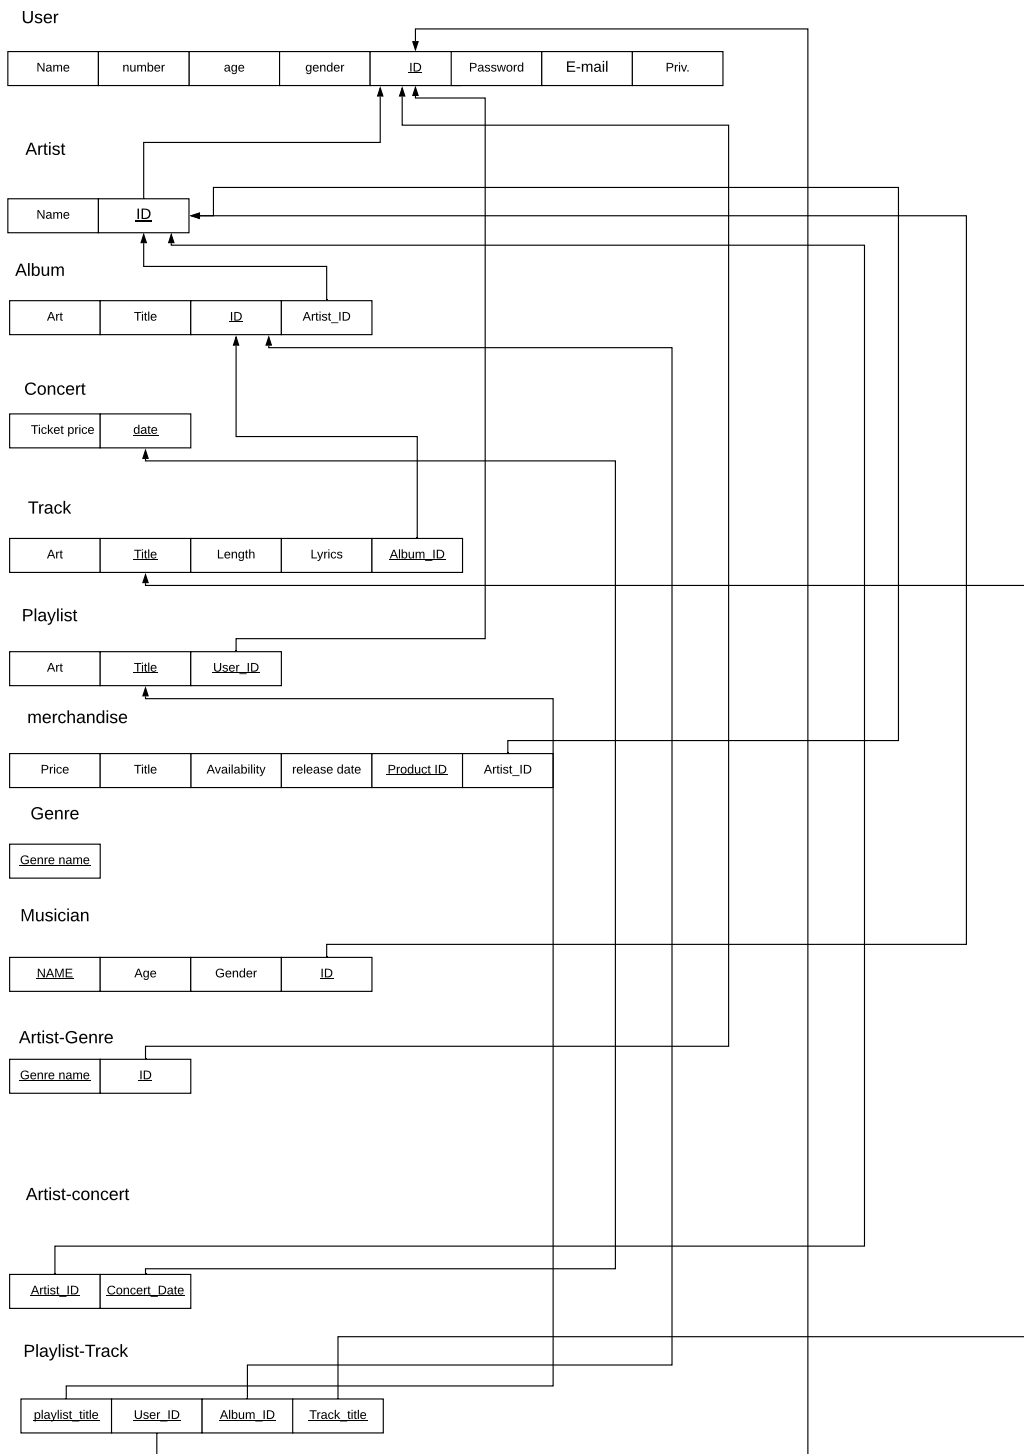 User
Name number age gender ID Password E-mail Priv.
Artist
Name ID
Album
Art Title ID Artist_ID
Concert
Ticket price date
Track
Art Title Length Lyrics Album_ID
Playlist
Art Title User_ID
merchandise
Price Title Availability release date Product ID Artist_ID
Genre
Genre name
Musician
NAME Age Gender ID
Artist-Genre
Genre name ID
Artist-concert
Artist_ID Concert_Date
Playlist-Track
playlist_title User_ID Album_ID Track_title